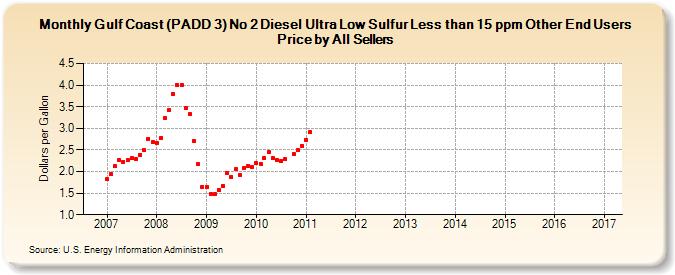 Monthly Gulf Coast (PADD 3) No 2 Diesel Ultra Low Sulfur Less than 15 ppm Other End Users
Price by All Sellers
Dollars per Gallon
4.5
4.0
3.5
3.0
2.5
2.0
1.5
1.0
2007 2008 2009 2010 2011 2012 2013 2014 2015 2016 2017
Source: U.S. Energy Information Administration